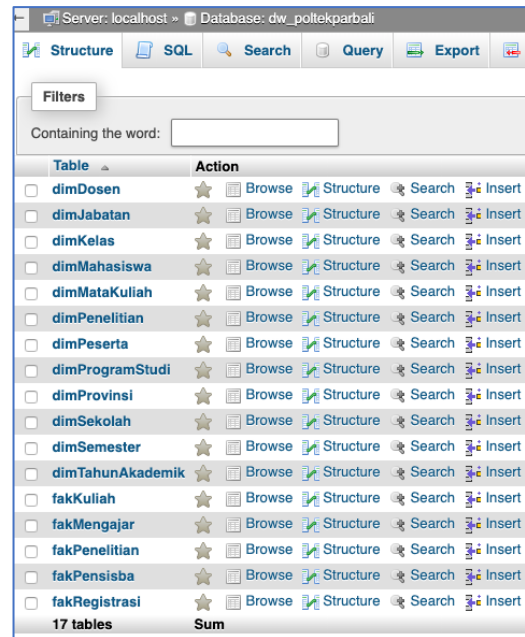 Server: localhost » Database: dw_poltekparbali
Structure SQL Search Query Export
Filters
Containing the word:
Table Action
dimDosen Browse Structure Search Insert
dimJabatan Browse Structure Search Insert
dimKelas Browse Structure Search Insert
dimMahasiswa Browse Structure Search Insert
dimMataKuliah Browse Structure Search Insert
dimPenelitian Browse Structure Search Insert
dimPeserta Browse Structure Search Insert
dimProgramStudi Browse Structure Search Insert
dimProvinsi Browse Structure Search Insert
dimSekolah Browse Structure Search Insert
dimSemester Browse Structure Search Insert
dimTahunAkademik Browse Structure Search Insert
fakKuliah Browse Structure Search Insert
fakMengajar Browse Structure Search Insert
fakPenelitian Browse Structure Search Insert
fakPensisba Browse Structure Search Insert
fakRegistrasi Browse Structure Search Insert
17 tables Sum